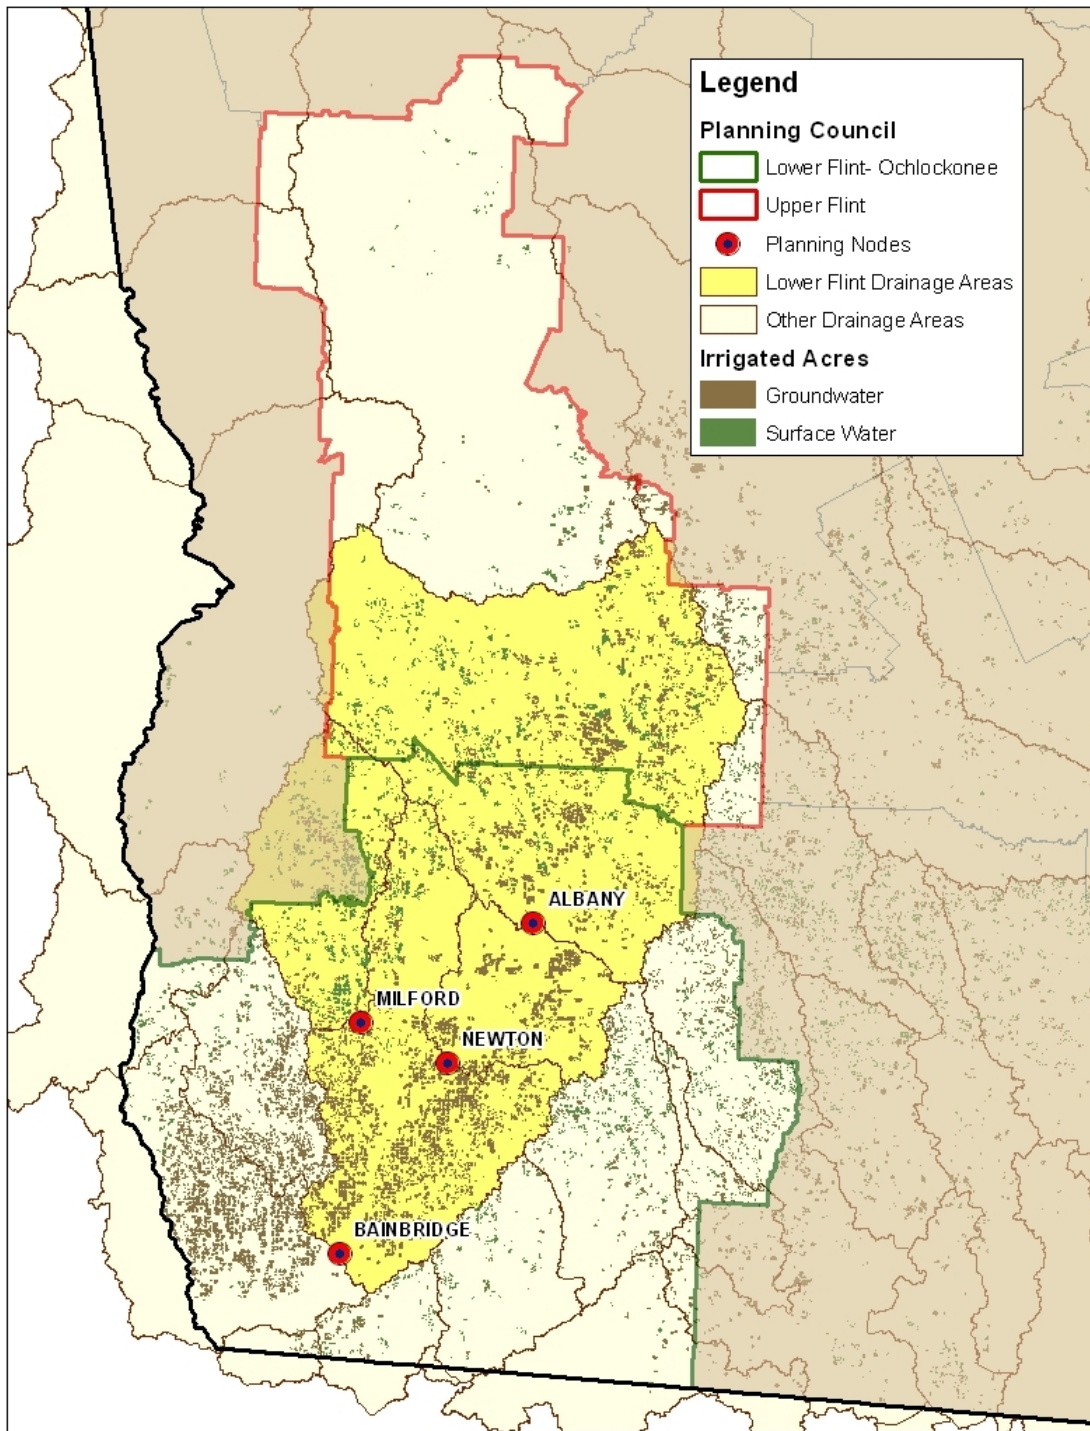 Legend
Planning Council
Lower Flint- Ochlockonee
Upper Flint
Planning Nodes
Lower Flint Drainage Areas
Other Drainage Areas
Irrigated Acres
Groundwater
Surface Water
ALBANY
MILFORD
NEWTON
BAINBRIDGE